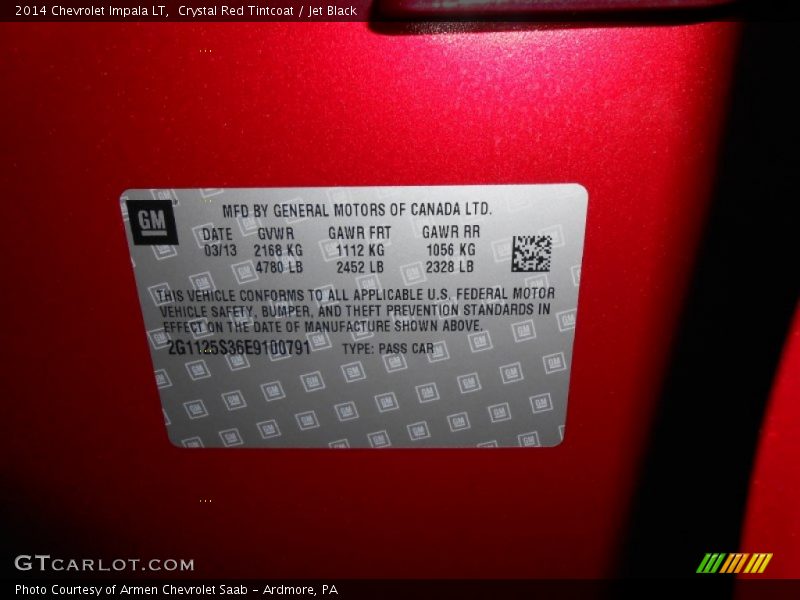 2014 Chevrolet Impala LT,  Crystal Red Tintcoat / Jet Black
GM
MFD BY GENERAL MOTORS OF CANADA LTD.
DATE GVWR GAWR FRT GAWR RR
03/13 2168 KG 1112 KG 1056 KG
4780 LB 2452 LB 2328 LB
THIS VEHICLE CONFORMS TO ALL APPLICABLE U.S. FEDERAL MOTOR
VEHICLE SAFETY, BUMPER, AND THEFT PREVENTION STANDARDS IN
EFFECT ON THE DATE OF MANUFACTURE SHOWN ABOVE.
2G1125S36E9100791 TYPE: PASS CAR
GTCARLOT.COM
Photo Courtesy of Armen Chevrolet Saab - Ardmore, PA